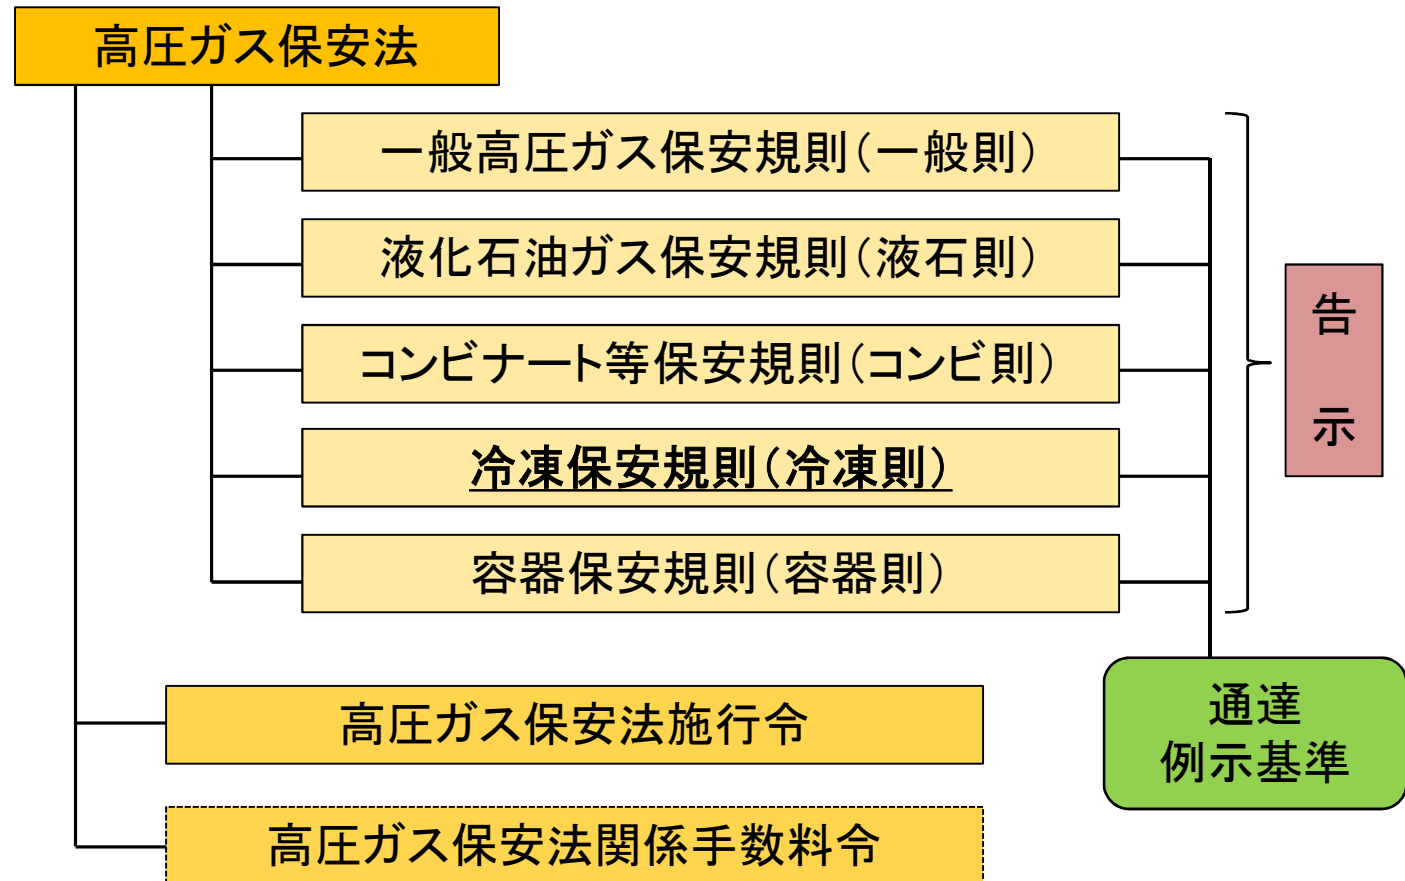 高圧ガス保安法
一般高圧ガス保安規則(一般則)
液化石油ガス保安規則(液石則)
コンビナート等保安規則(コンビ則)
冷凍保安規則(冷凍則)
容器保安規則(容器則)
告
示
高圧ガス保安法施行令
通達
例示基準
高圧ガス保安法関係手数料令